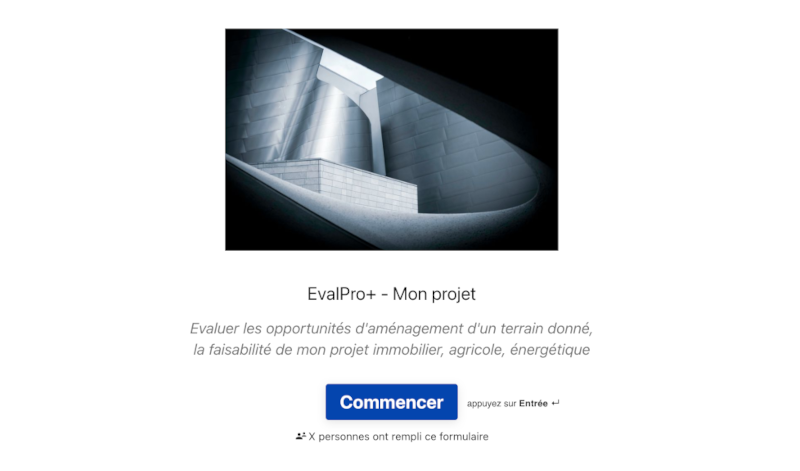 EvalPro+ - Mon projet
Evaluer les opportunités d'aménagement d'un terrain donné,
la faisabilité de mon projet immobilier, agricole, énergétique
Commencer appuyez sur Entrée ↵
X personnes ont rempli ce formulaire